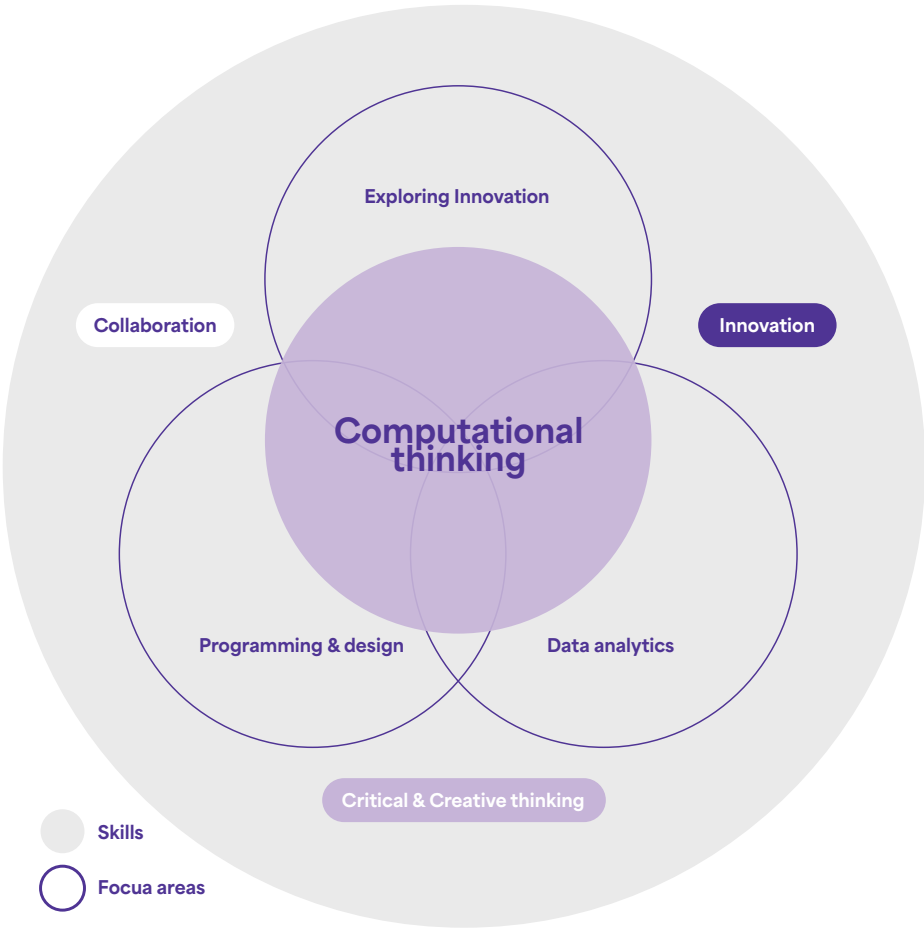 Exploring Innovation
Collaboration
Innovation
Computational
thinking
Programming & design
Data analytics
Critical & Creative thinking
Skills
Focua areas